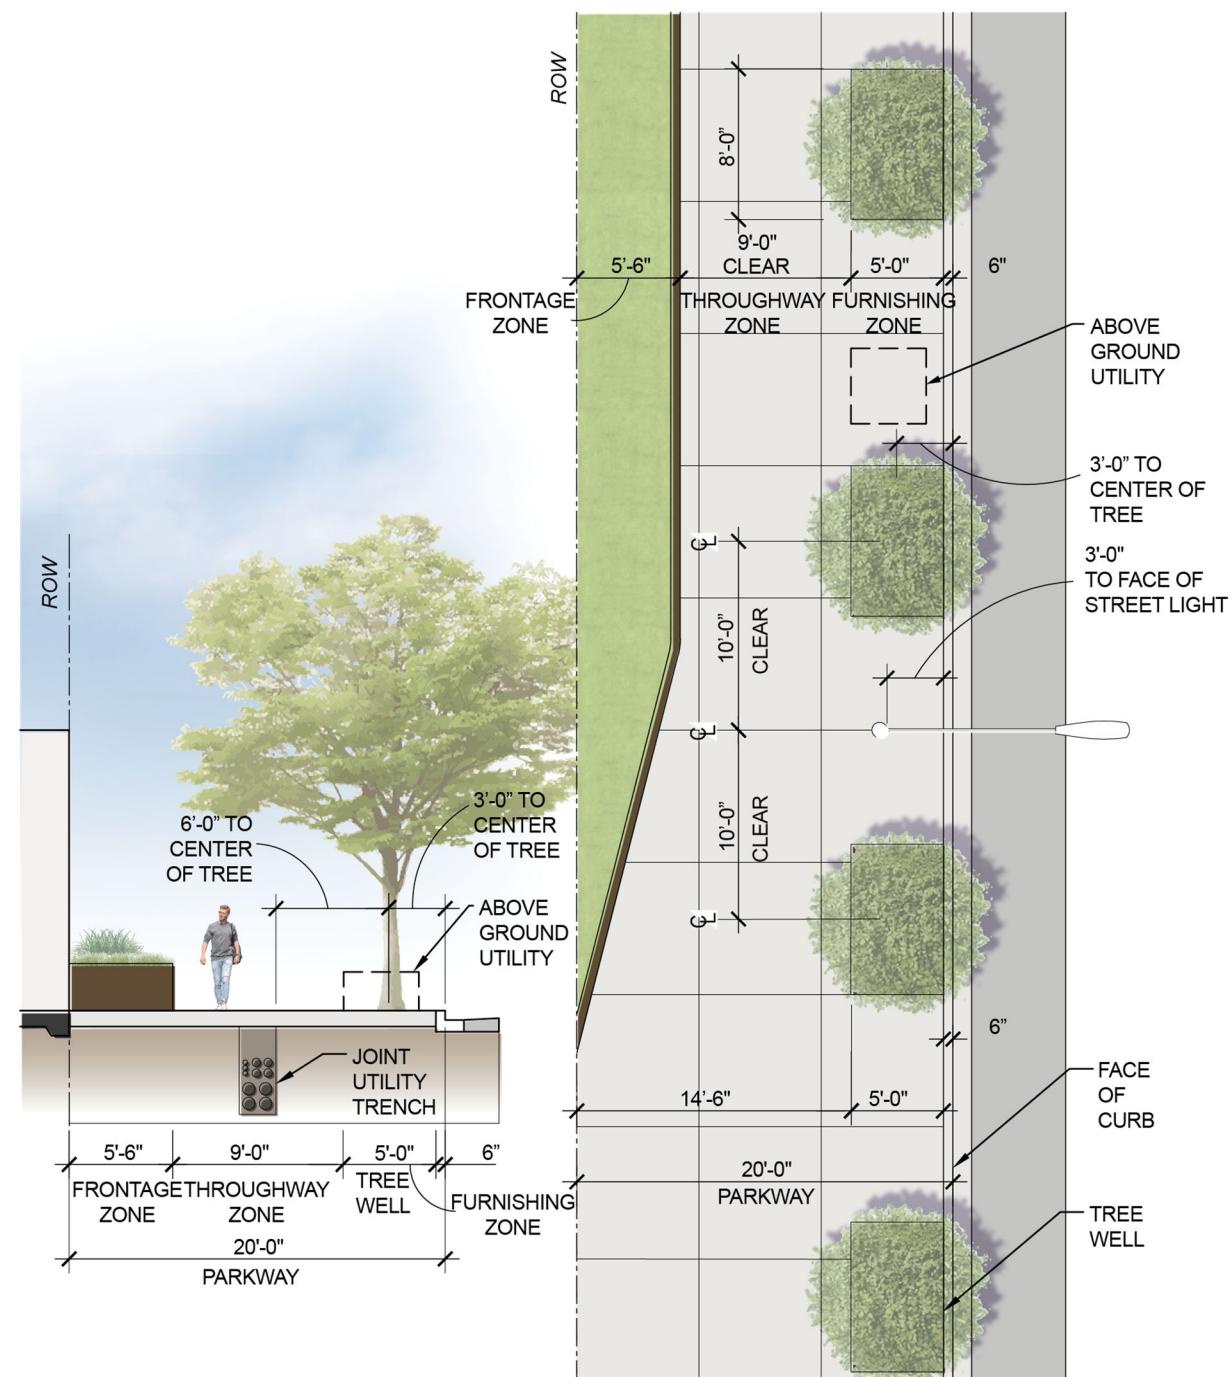 ROW
8'-0"
9'-0"
CLEAR
5'-6"
5'-0"
6"
FRONTAGE
ZONE
THROUGHWAY
ZONE
FURNISHING
ZONE
ABOVE
GROUND
UTILITY
3'-0" TO
CENTER OF
TREE
3'-0"
TO FACE OF
STREET LIGHT
CL
10'-0"
CLEAR
CL
10'-0"
CLEAR
CL
6"
14'-6"
5'-0"
FACE
OF
CURB
20'-0"
PARKWAY
TREE
WELL
ROW
6'-0" TO
CENTER
OF TREE
3'-0" TO
CENTER
OF TREE
ABOVE
GROUND
UTILITY
JOINT
UTILITY
TRENCH
5'-6"
9'-0"
5'-0"
6"
FRONTAGE
ZONE
THROUGHWAY
ZONE
TREE
WELL
FURNISHING
ZONE
20'-0"
PARKWAY